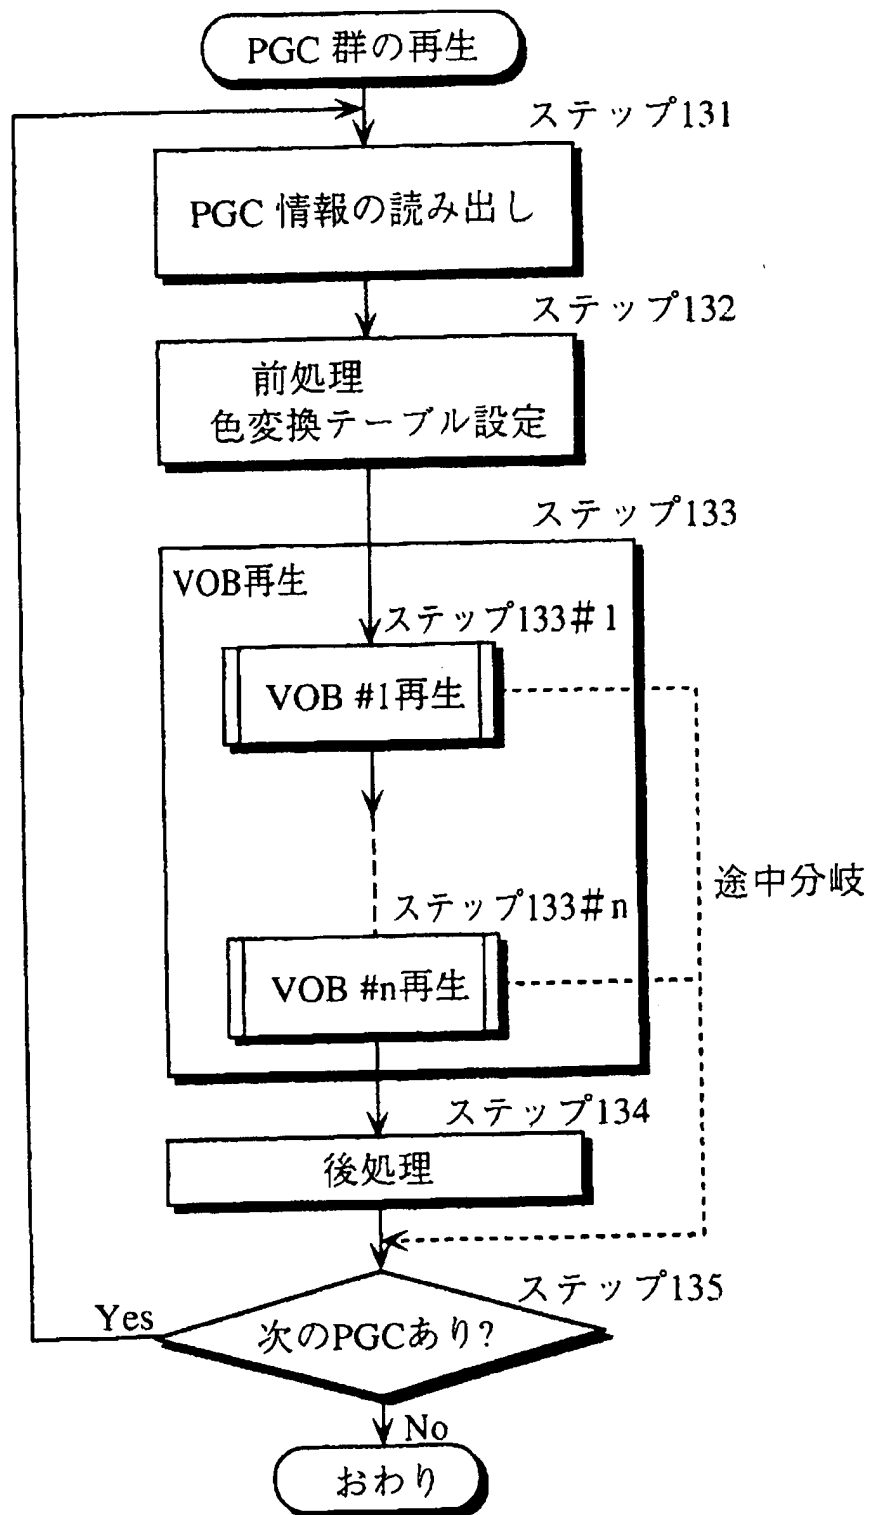 PGC 群の再生
ステップ131
PGC 情報の読み出し
ステップ132
前処理
色変換テーブル設定
ステップ133
VOB再生
ステップ133#1
VOB #1再生
途中分岐
ステップ133#n
VOB #n再生
ステップ134
後処理
ステップ135
Yes
次のPGCあり?
No
おわり